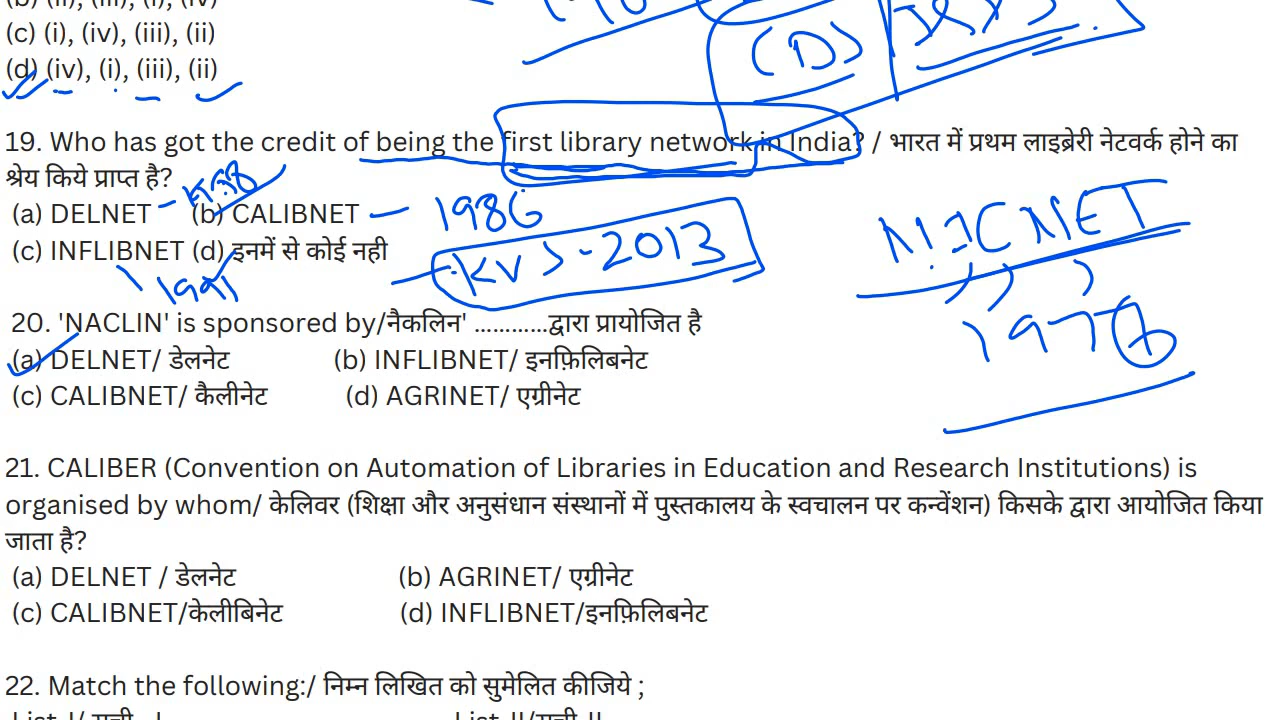 (b) (ii), (iii), (i), (iv)
(c) (i), (iv), (iii), (ii)
(d) (iv), (i), (iii), (ii)
(D)
19. Who has got the credit of being the first library network in India? / भारत में प्रथम लाइब्रेरी नेटवर्क होने का
श्रेय किये प्राप्त है?
(a) DELNET (b) CALIBNET - 1986
(c) INFLIBNET (d) इनमें से कोई नही
KVS - 2013
NICNET
1976
20. 'NACLIN' is sponsored by/नैकलिन' ............द्वारा प्रायोजित है
(a) DELNET/ डेलनेट (b) INFLIBNET/ इनफ़िलिबनेट
(c) CALIBNET/ कैलीनेट (d) AGRINET/ एग्रीनेट
21. CALIBER (Convention on Automation of Libraries in Education and Research Institutions) is
organised by whom/ केलिवर (शिक्षा और अनुसंधान संस्थानों में पुस्तकालय के स्वचालन पर कन्वेंशन) किसके द्वारा आयोजित किया
जाता है?
(a) DELNET / डेलनेट (b) AGRINET/ एग्रीनेट
(c) CALIBNET/केलीबिनेट (d) INFLIBNET/इनफ़िलिबनेट
22. Match the following:/ निम्न लिखित को सुमेलित कीजिये ;